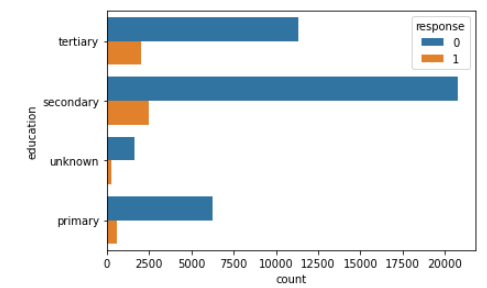 response
0
1
tertiary
secondary
unknown
primary
education
0 2500 5000 7500 10000 12500 15000 17500 20000
count